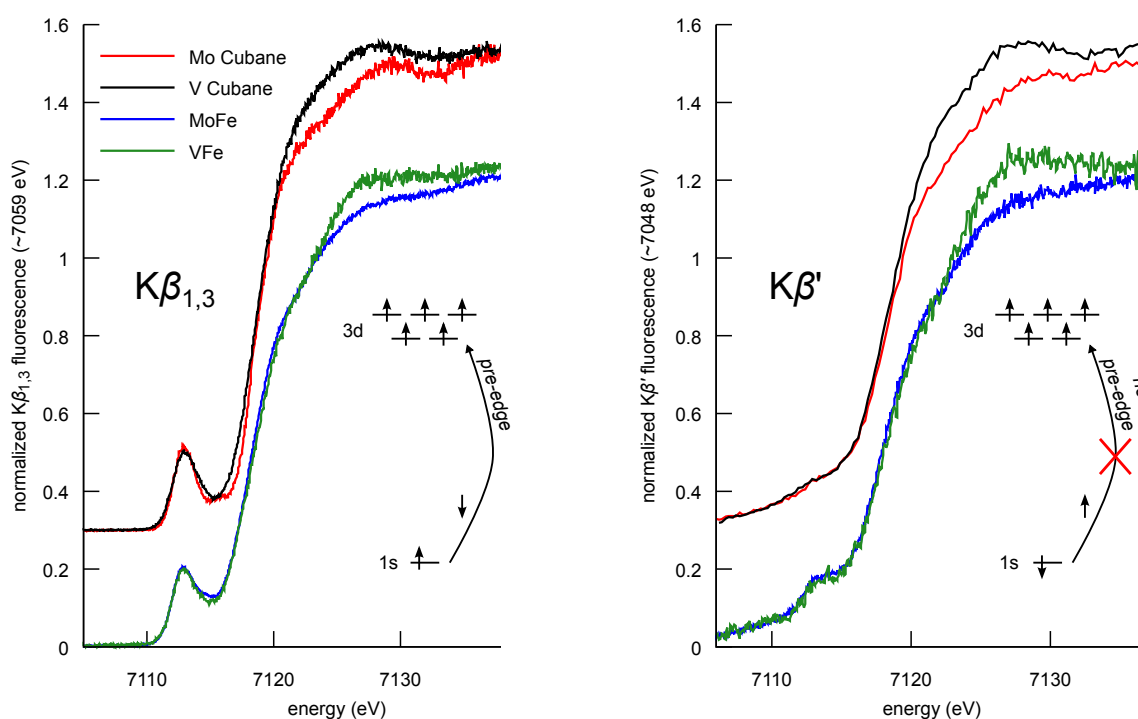 1.6
1.4
1.2
1
0.8
0.6
0.4
0.2
0
normalized Kβ1,3 fluorescence (~7059 eV)
Mo Cubane
V Cubane
MoFe
VFe
Kβ1,3
3d
pre-edge
1s
7110
7120
7130
energy (eV)
1.6
1.4
1.2
1
0.8
0.6
0.4
0.2
0
normalized Kβ' fluorescence (~7048 eV)
Kβ'
3d
pre-edge
1s
7110
7120
7130
energy (eV)